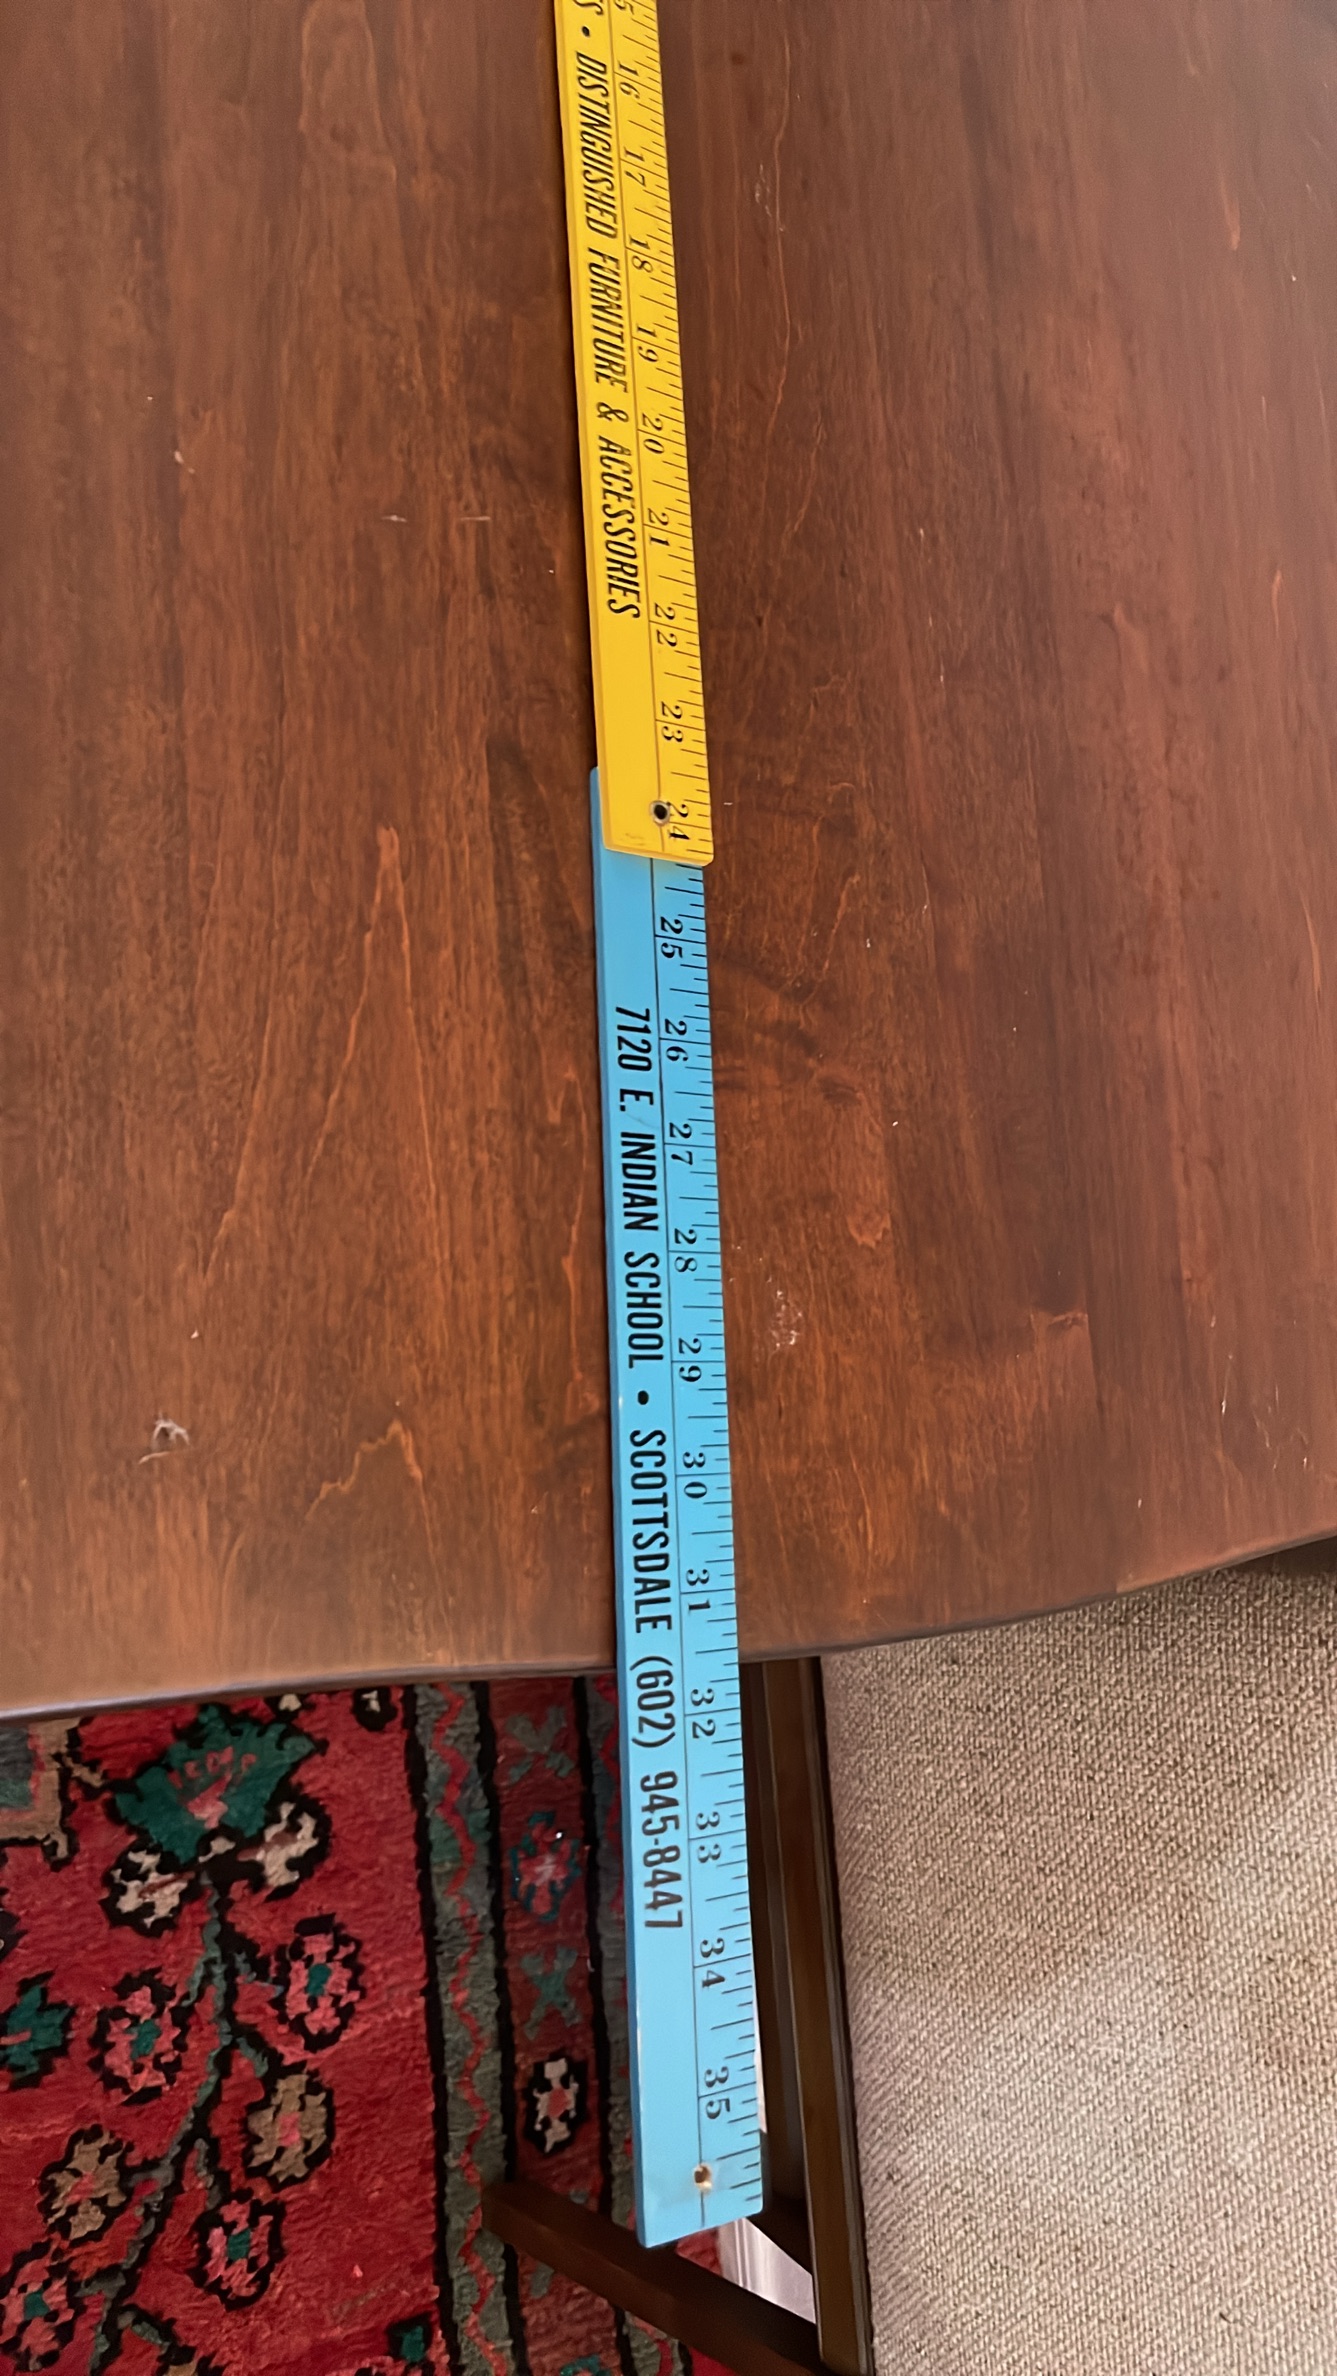 • DISTINGUISHED FURNITURE & ACCESSORIES
16 17 18 19 20 21 22 23 24
7120 E. INDIAN SCHOOL • SCOTTSDALE (602) 945-8447
25 26 27 28 29 30 31 32 33 34 35